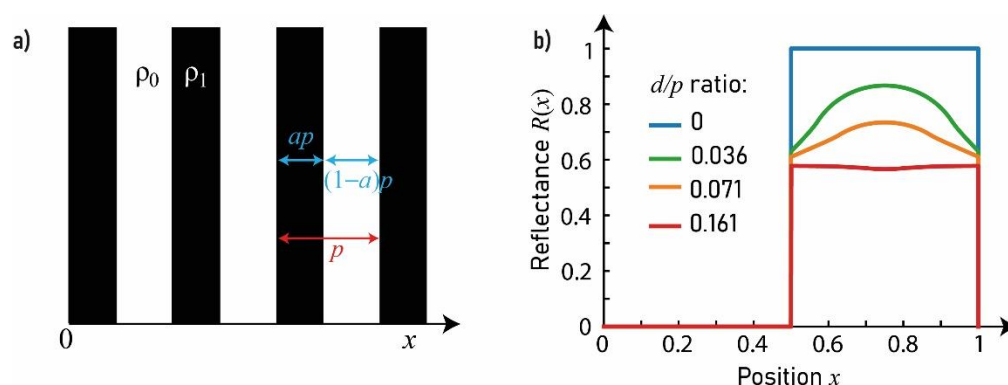 a)
ρ0 ρ1
ap
(1−a)p
p
0
x
b)
Reflectance R(x)
1
0.8
0.6
0.4
0.2
0
d/p ratio:
0
0.036
0.071
0.161
0 0.2 0.4 0.6 0.8 1
Position x